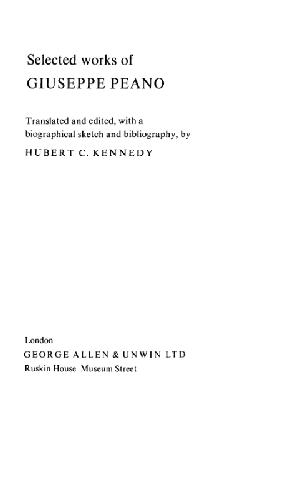 Selected works of
GIUSEPPE PEANO
Translated and edited, with a
biographical sketch and bibliography, by
HUBERT C. KENNEDY
London
GEORGE ALLEN & UNWIN LTD
Ruskin House Museum Street